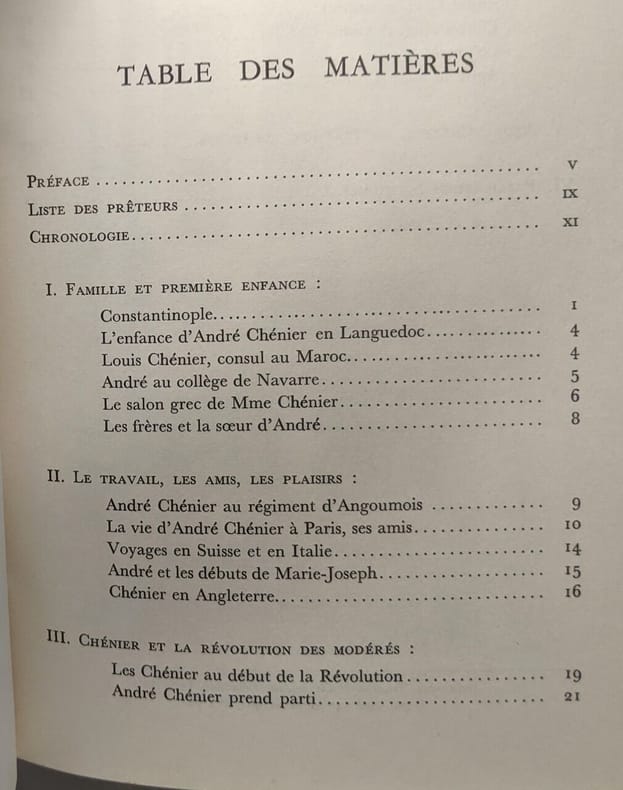 TABLE DES MATIÈRES
PRÉFACE ........ V
LISTE DES PRÊTEURS ........ IX
CHRONOLOGIE ........ XI
I. FAMILLE ET PREMIÈRE ENFANCE :
Constantinople ........ 1
L'enfance d'André Chénier en Languedoc ........ 4
Louis Chénier, consul au Maroc ........ 4
André au collège de Navarre ........ 5
Le salon grec de Mme Chénier ........ 6
Les frères et la sœur d'André ........ 8
II. LE TRAVAIL, LES AMIS, LES PLAISIRS :
André Chénier au régiment d'Angoumois ........ 9
La vie d'André Chénier à Paris, ses amis ........ 10
Voyages en Suisse et en Italie ........ 14
André et les débuts de Marie-Joseph ........ 15
Chénier en Angleterre ........ 16
III. CHÉNIER ET LA RÉVOLUTION DES MODÉRÉS :
Les Chénier au début de la Révolution ........ 19
André Chénier prend parti ........ 21